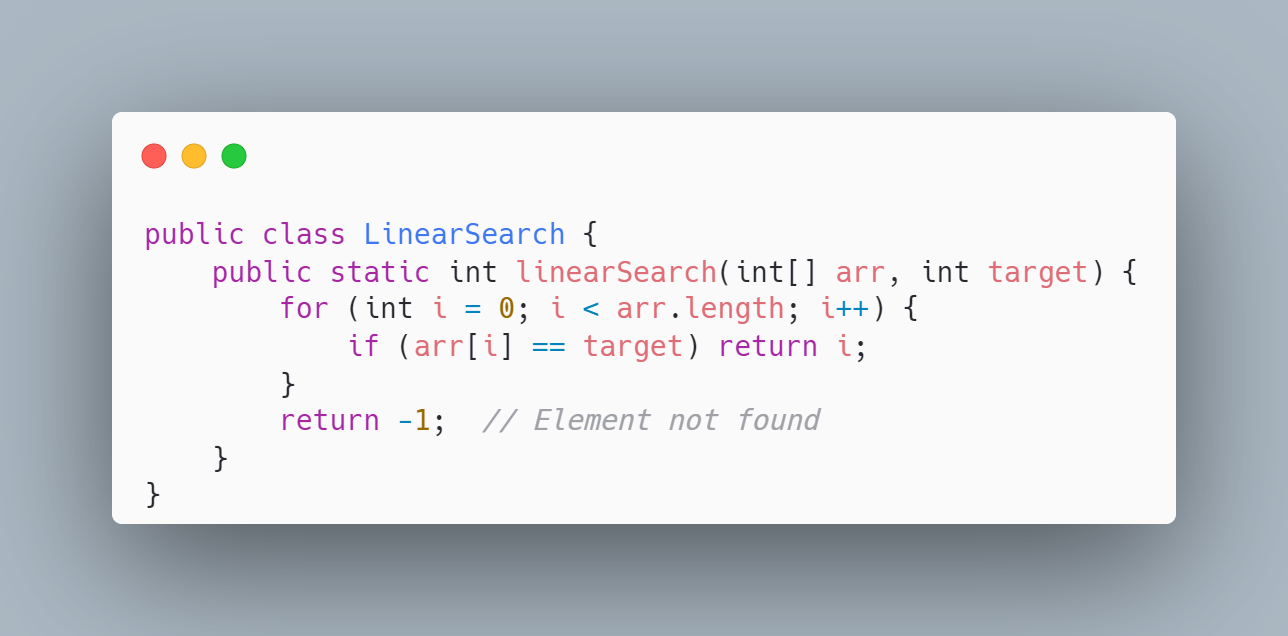 public class LinearSearch {
    public static int linearSearch(int[] arr, int target) {
        for (int i = 0; i < arr.length; i++) {
            if (arr[i] == target) return i;
        }
        return -1;  // Element not found
    }
}